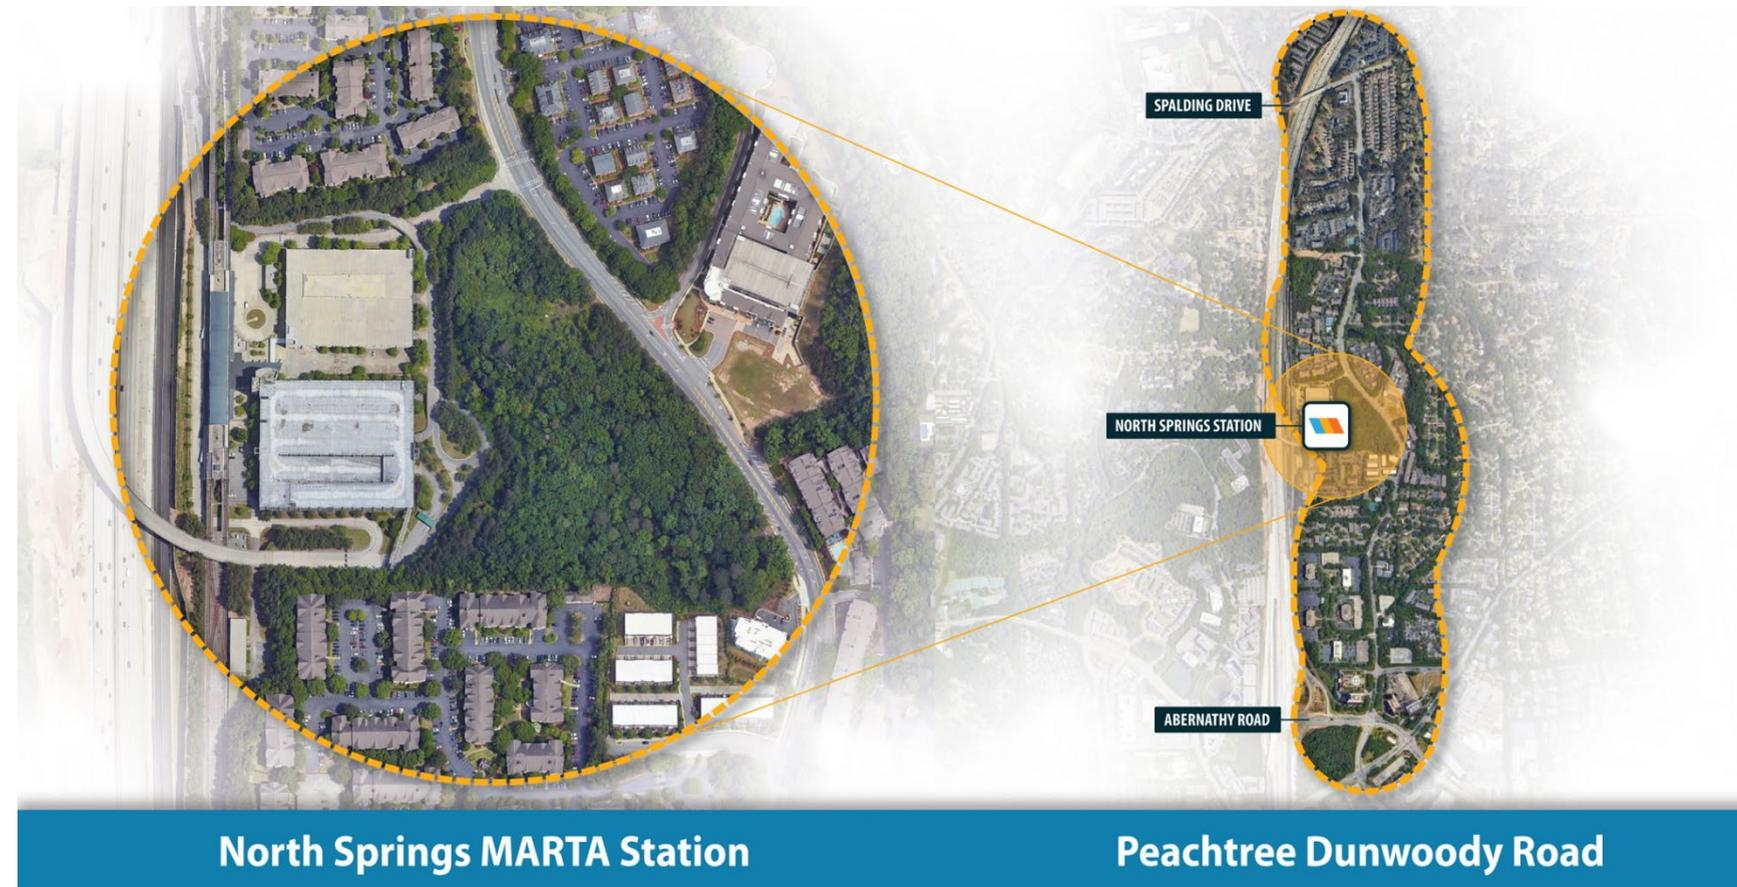 SPALDING DRIVE
NORTH SPRINGS STATION
ABERNATHY ROAD
North Springs MARTA Station
Peachtree Dunwoody Road